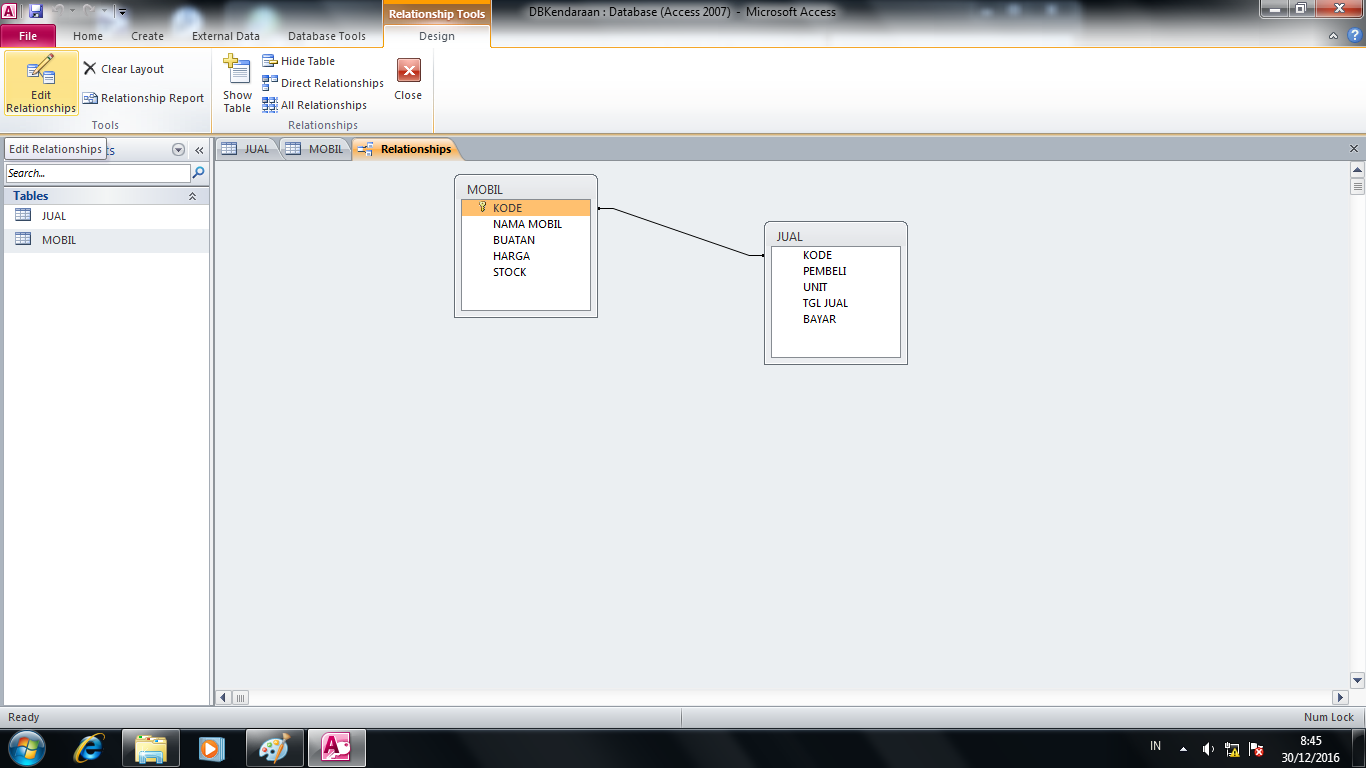 Relationship Tools
DBKendaraan : Database (Access 2007) - Microsoft Access
File Home Create External Data Database Tools Design
Edit Relationships
Clear Layout
Relationship Report
Tools
Show Table
Hide Table
Direct Relationships
All Relationships
Close
Relationships
Edit Relationships
JUAL MOBIL Relationships
Search...
Tables
JUAL
MOBIL
MOBIL
KODE
NAMA MOBIL
BUATAN
HARGA
STOCK
JUAL
KODE
PEMBELI
UNIT
TGL JUAL
BAYAR
Ready
Num Lock
IN
8:45
30/12/2016